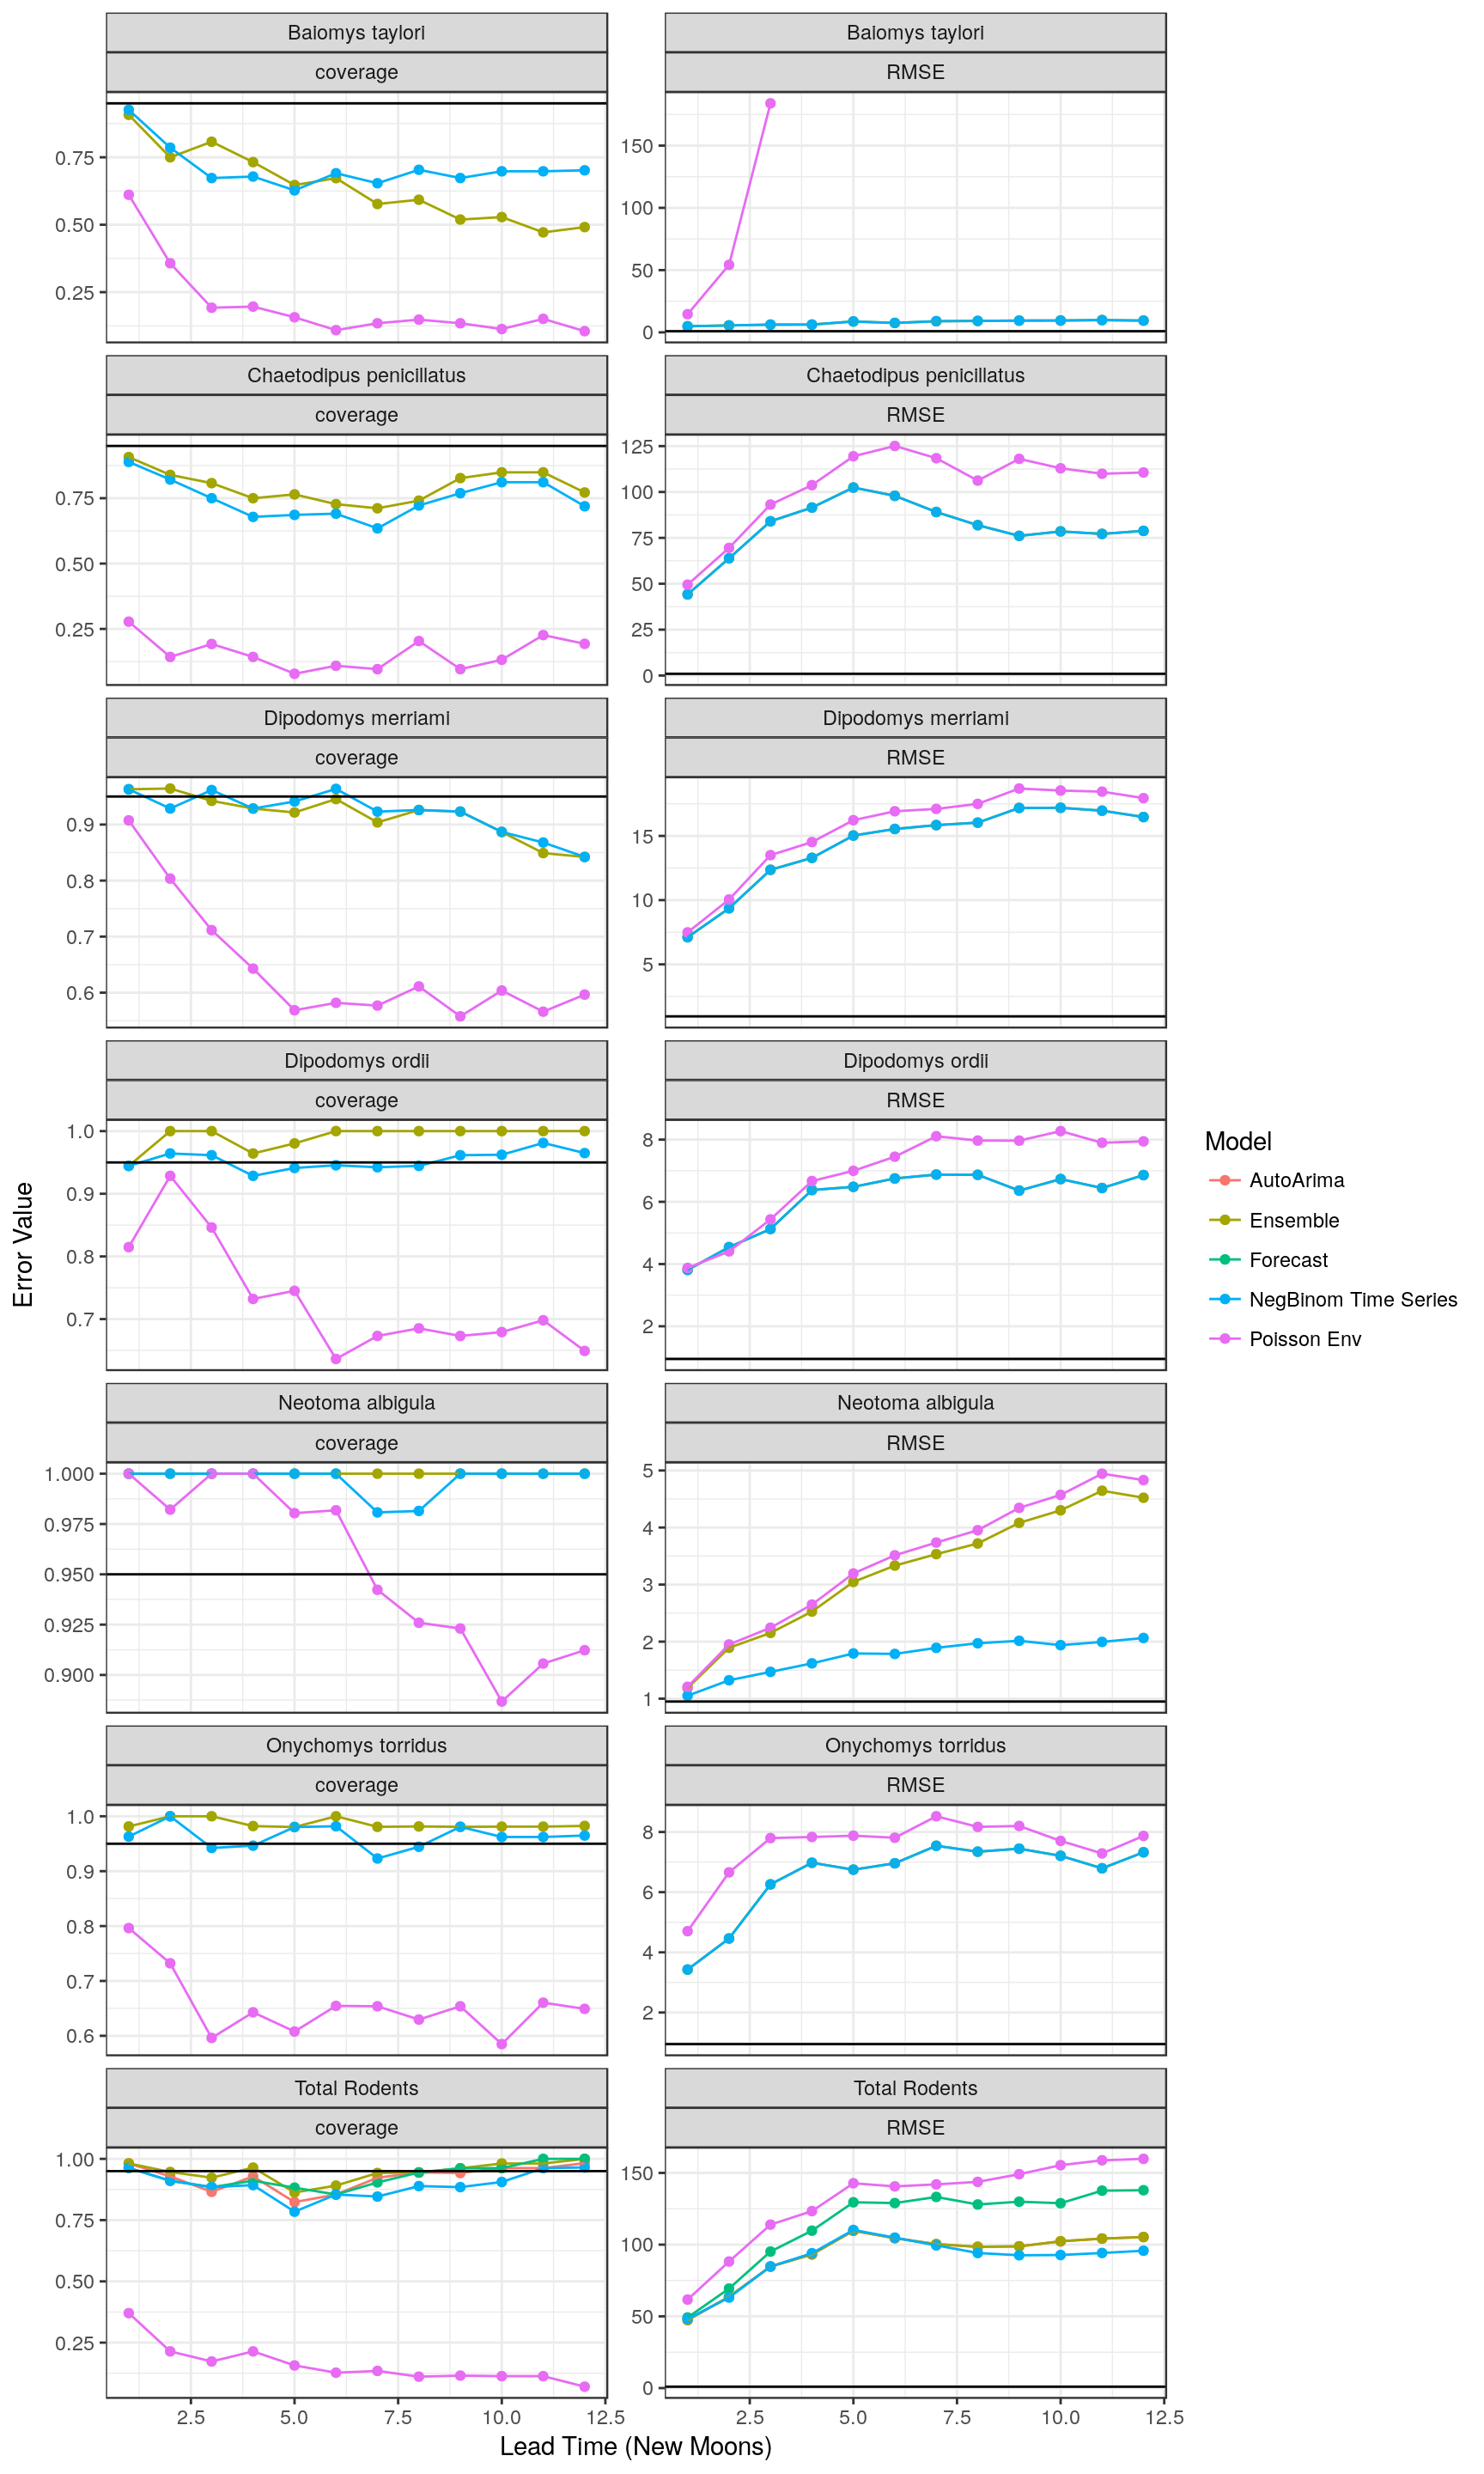 Baiomys taylori
Baiomys taylori
coverage
RMSE
0.75
0.50
0.25
150
100
50
0
Chaetodipus penicillatus
Chaetodipus penicillatus
coverage
RMSE
0.75
0.50
0.25
125
100
75
50
25
0
Dipodomys merriami
Dipodomys merriami
coverage
RMSE
0.9
0.8
0.7
0.6
15
10
5
Dipodomys ordii
Dipodomys ordii
coverage
RMSE
1.0
0.9
0.8
0.7
8
6
4
2
Neotoma albigula
Neotoma albigula
coverage
RMSE
1.000
0.975
0.950
0.925
0.900
5
4
3
2
1
Onychomys torridus
Onychomys torridus
coverage
RMSE
1.0
0.9
0.8
0.7
0.6
8
6
4
2
Total Rodents
Total Rodents
coverage
RMSE
1.00
0.75
0.50
0.25
150
100
50
0
2.5 5.0 7.5 10.0 12.5
2.5 5.0 7.5 10.0 12.5
Lead Time (New Moons)
Error Value
Model
AutoArima
Ensemble
Forecast
NegBinom Time Series
Poisson Env